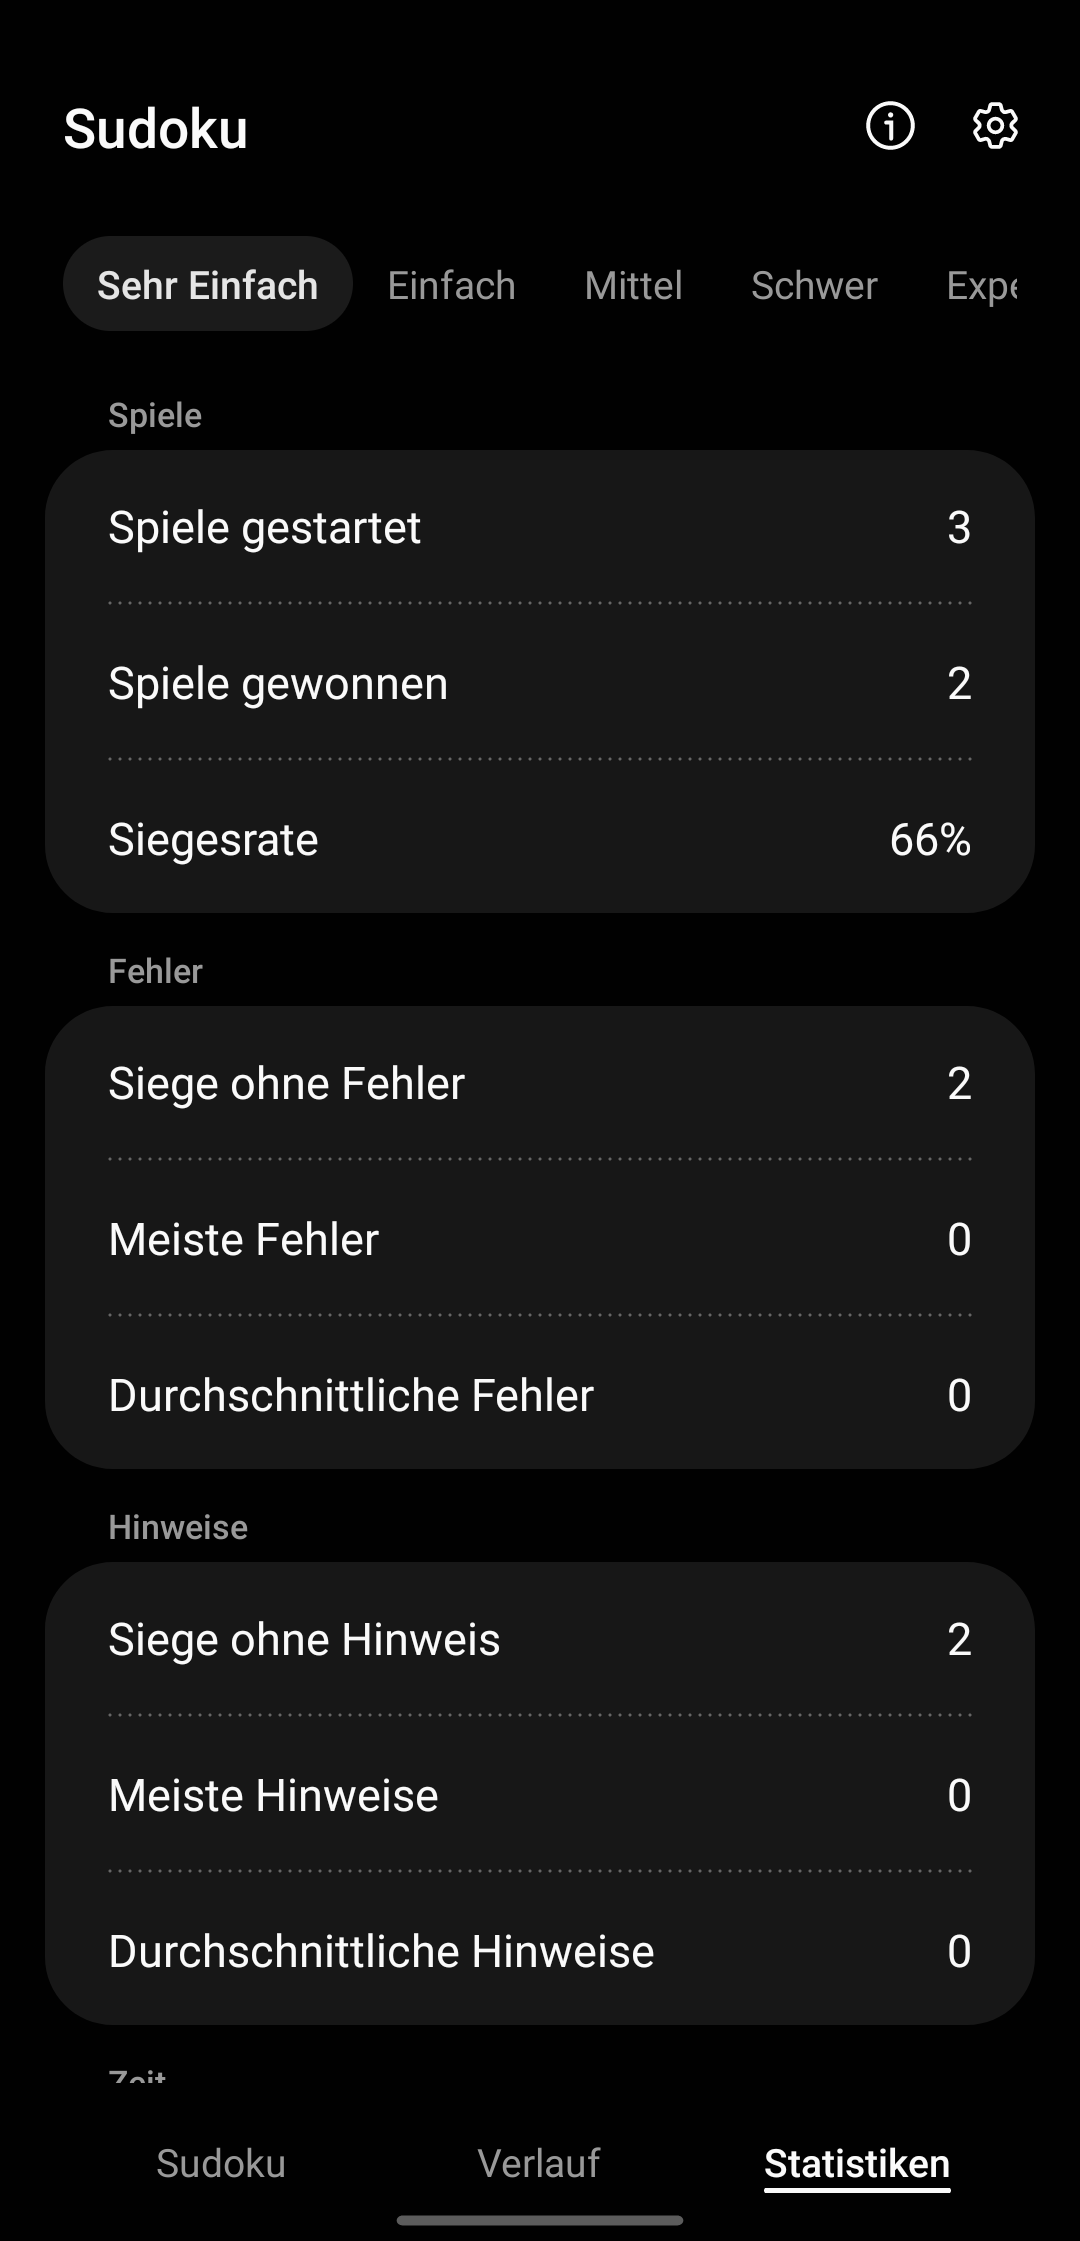 Sudoku
Sehr Einfach Einfach Mittel Schwer Expe
Spiele
Spiele gestartet 3
Spiele gewonnen 2
Siegesrate 66%
Fehler
Siege ohne Fehler 2
Meiste Fehler 0
Durchschnittliche Fehler 0
Hinweise
Siege ohne Hinweis 2
Meiste Hinweise 0
Durchschnittliche Hinweise 0
Zeit
Sudoku Verlauf Statistiken